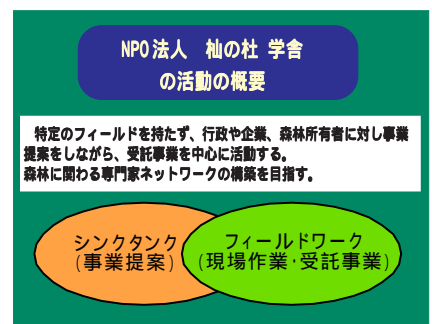 NPO法人　杣の杜 学舎
の活動の概要
特定のフィールドを持たず、行政や企業、森林所有者に対し事業
提案をしながら、受託事業を中心に活動する。
森林に関わる専門家ネットワークの構築を目指す。
シンクタンク
(事業提案)
フィールドワーク
(現場作業・受託事業)